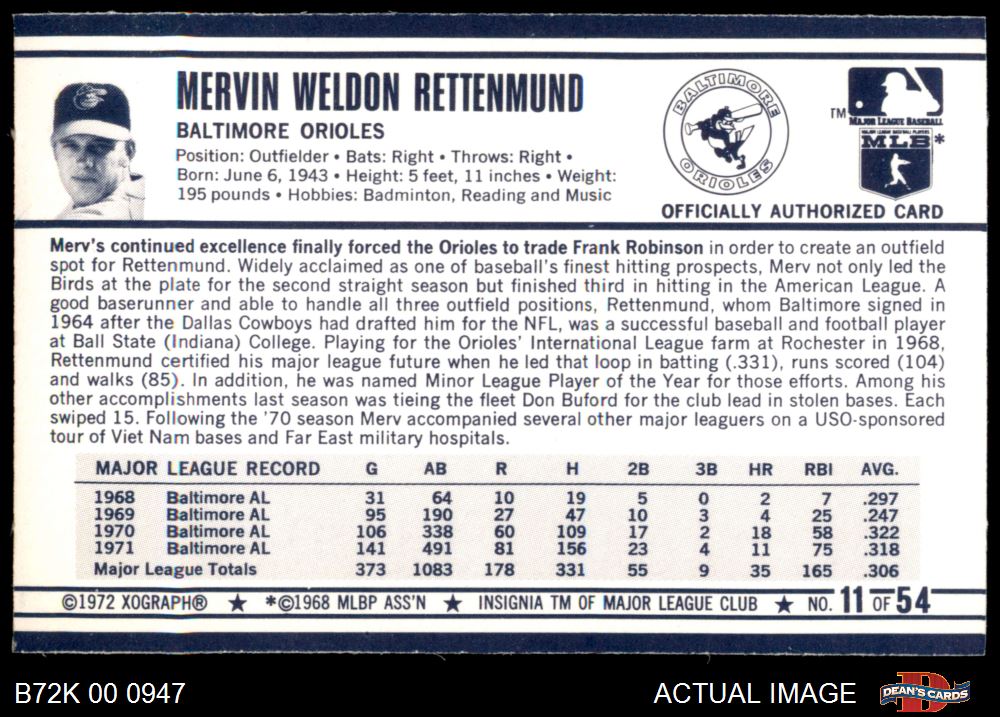 MERVIN WELDON RETTENMUND
BALTIMORE ORIOLES
Position: Outfielder • Bats: Right • Throws: Right •
Born: June 6, 1943 • Height: 5 feet, 11 inches • Weight:
195 pounds • Hobbies: Badminton, Reading and Music
BALTIMORE
ORIOLES
TM
MAJOR LEAGUE BASEBALL
MAJOR LEAGUE BASEBALL PLAYERS
MLB*
OFFICIALLY AUTHORIZED CARD
Merv's continued excellence finally forced the Orioles to trade Frank Robinson in order to create an outfield
spot for Rettenmund. Widely acclaimed as one of baseball's finest hitting prospects, Merv not only led the
Birds at the plate for the second straight season but finished third in hitting in the American League. A
good baserunner and able to handle all three outfield positions, Rettenmund, whom Baltimore signed in
1964 after the Dallas Cowboys had drafted him for the NFL, was a successful baseball and football player
at Ball State (Indiana) College. Playing for the Orioles' International League farm at Rochester in 1968,
Rettenmund certified his major league future when he led that loop in batting (.331), runs scored (104)
and walks (85). In addition, he was named Minor League Player of the Year for those efforts. Among his
other accomplishments last season was tieing the fleet Don Buford for the club lead in stolen bases. Each
swiped 15. Following the '70 season Merv accompanied several other major leaguers on a USO-sponsored
tour of Viet Nam bases and Far East military hospitals.
MAJOR LEAGUE RECORD G AB R H 2B 3B HR RBI AVG.
1968 Baltimore AL 31 64 10 19 5 0 2 7 .297
1969 Baltimore AL 95 190 27 47 10 3 4 25 .247
1970 Baltimore AL 106 338 60 109 17 2 18 58 .322
1971 Baltimore AL 141 491 81 156 23 4 11 75 .318
Major League Totals 373 1083 178 331 55 9 35 165 .306
©1972 XOGRAPH® ★ *©1968 MLBP ASS'N ★ INSIGNIA TM OF MAJOR LEAGUE CLUB ★ NO. 11 OF 54
B72K 00 0947
ACTUAL IMAGE
DEAN'S CARDS